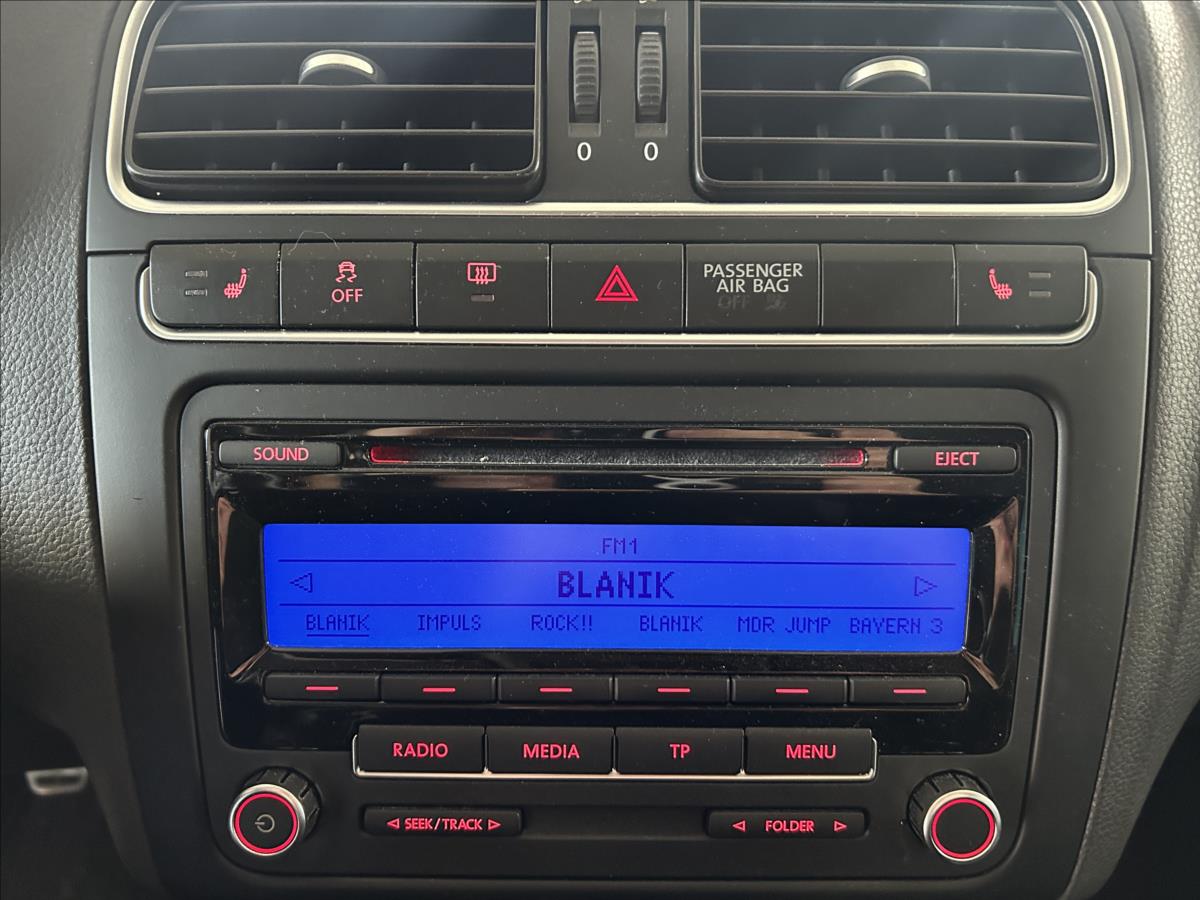 0 0
OFF
PASSENGER
AIR BAG
OFF
SOUND
EJECT
FM1
BLANIK
BLANIK IMPULS ROCK!! BLANIK MDR JUMP BAYERN 3
RADIO MEDIA TP MENU
SEEK/TRACK FOLDER